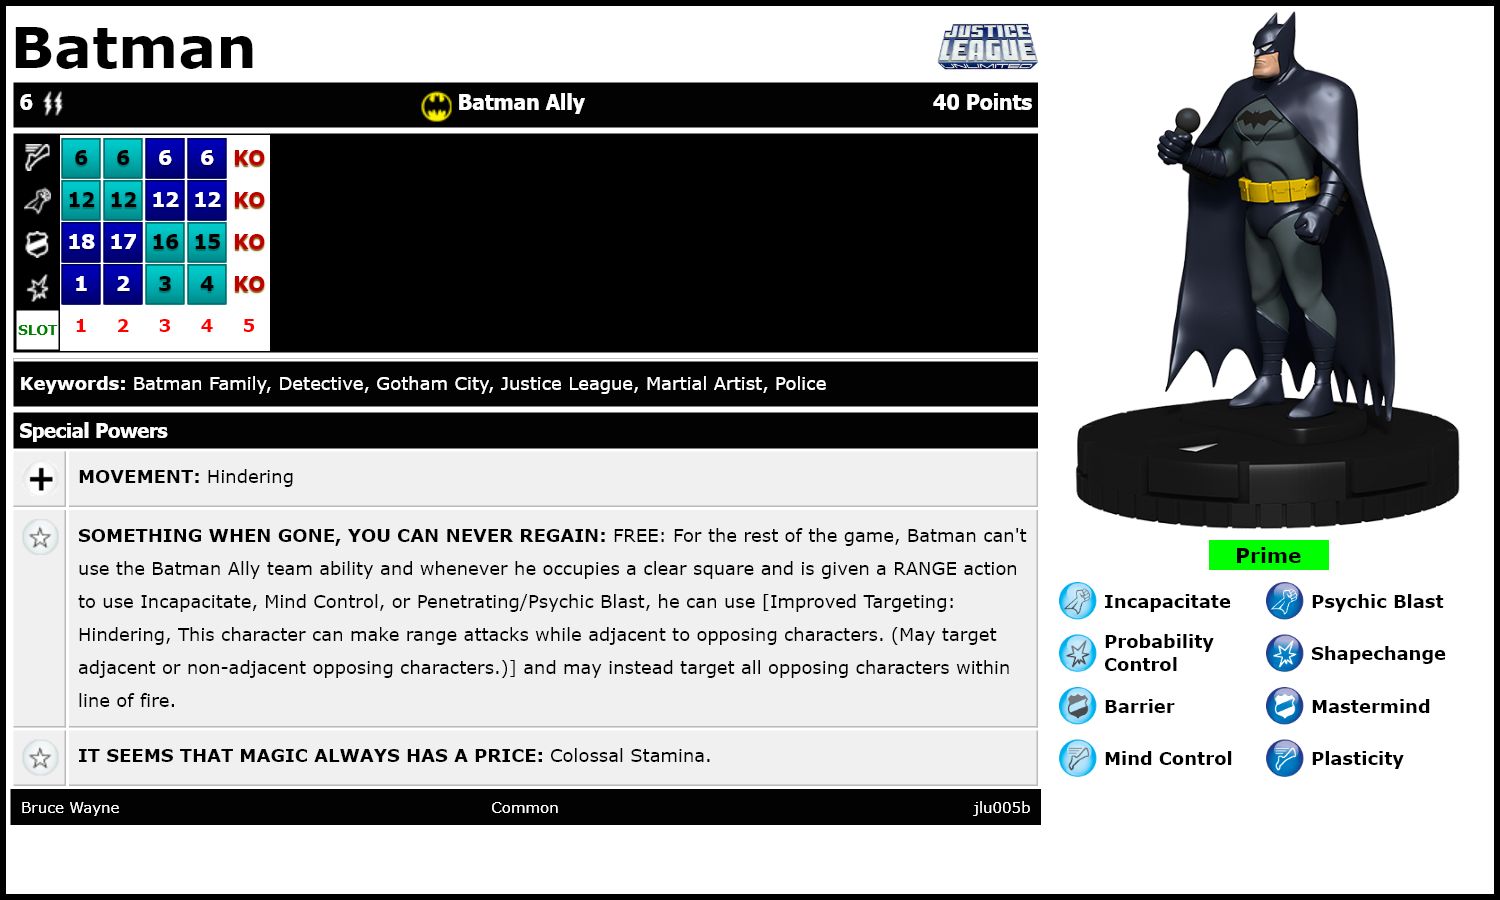 Batman
JUSTICE
LEAGUE
UNLIMITED
6 Batman Ally 40 Points
6 6 6 6 KO
12 12 12 12 KO
18 17 16 15 KO
1 2 3 4 KO
SLOT 1 2 3 4 5
Keywords: Batman Family, Detective, Gotham City, Justice League, Martial Artist, Police
Special Powers
MOVEMENT: Hindering
SOMETHING WHEN GONE, YOU CAN NEVER REGAIN: FREE: For the rest of the game, Batman can't
use the Batman Ally team ability and whenever he occupies a clear square and is given a RANGE action
to use Incapacitate, Mind Control, or Penetrating/Psychic Blast, he can use [Improved Targeting:
Hindering, This character can make range attacks while adjacent to opposing characters. (May target
adjacent or non-adjacent opposing characters.)] and may instead target all opposing characters within
line of fire.
IT SEEMS THAT MAGIC ALWAYS HAS A PRICE: Colossal Stamina.
Bruce Wayne Common jlu005b
Prime
Incapacitate Psychic Blast
Probability
Control Shapechange
Barrier Mastermind
Mind Control Plasticity